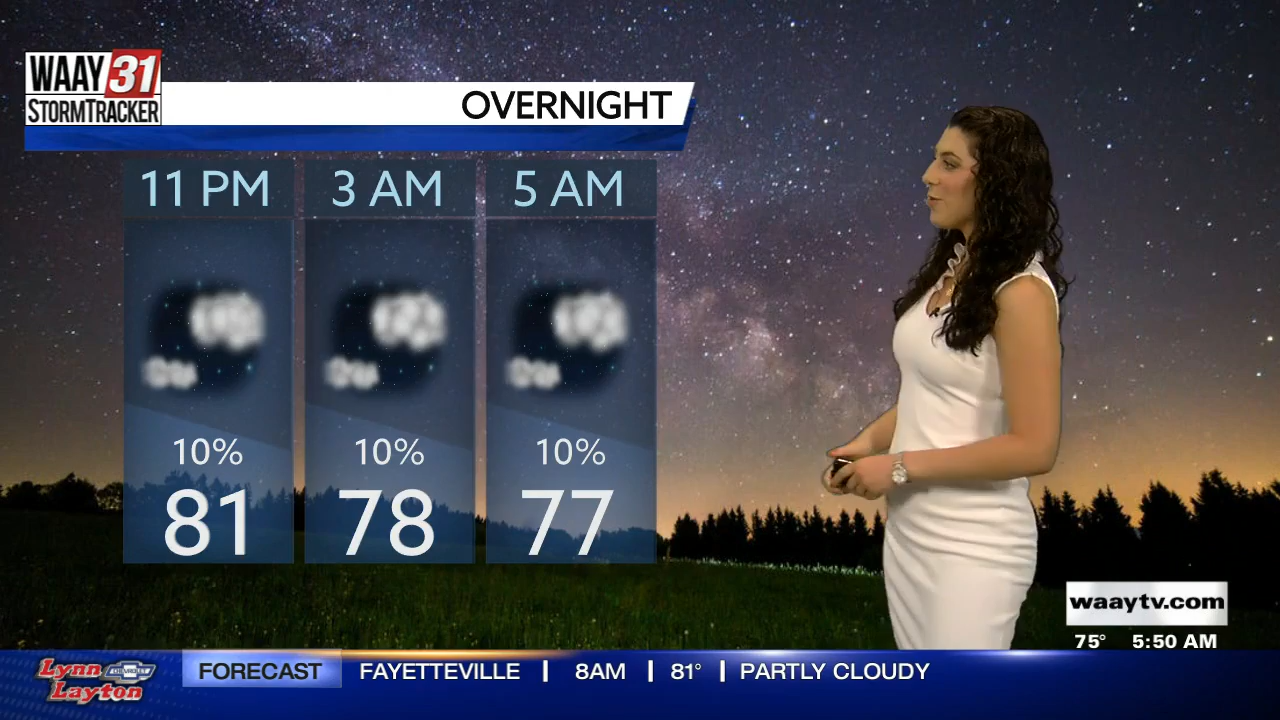 WAAY 31
STORMTRACKER
OVERNIGHT
11 PM
3 AM
5 AM
10%
10%
10%
81
78
77
waaytv.com
75° 5:50 AM
Lynn
CHEVROLET
Layton
FORECAST
FAYETTEVILLE | 8AM | 81° | PARTLY CLOUDY